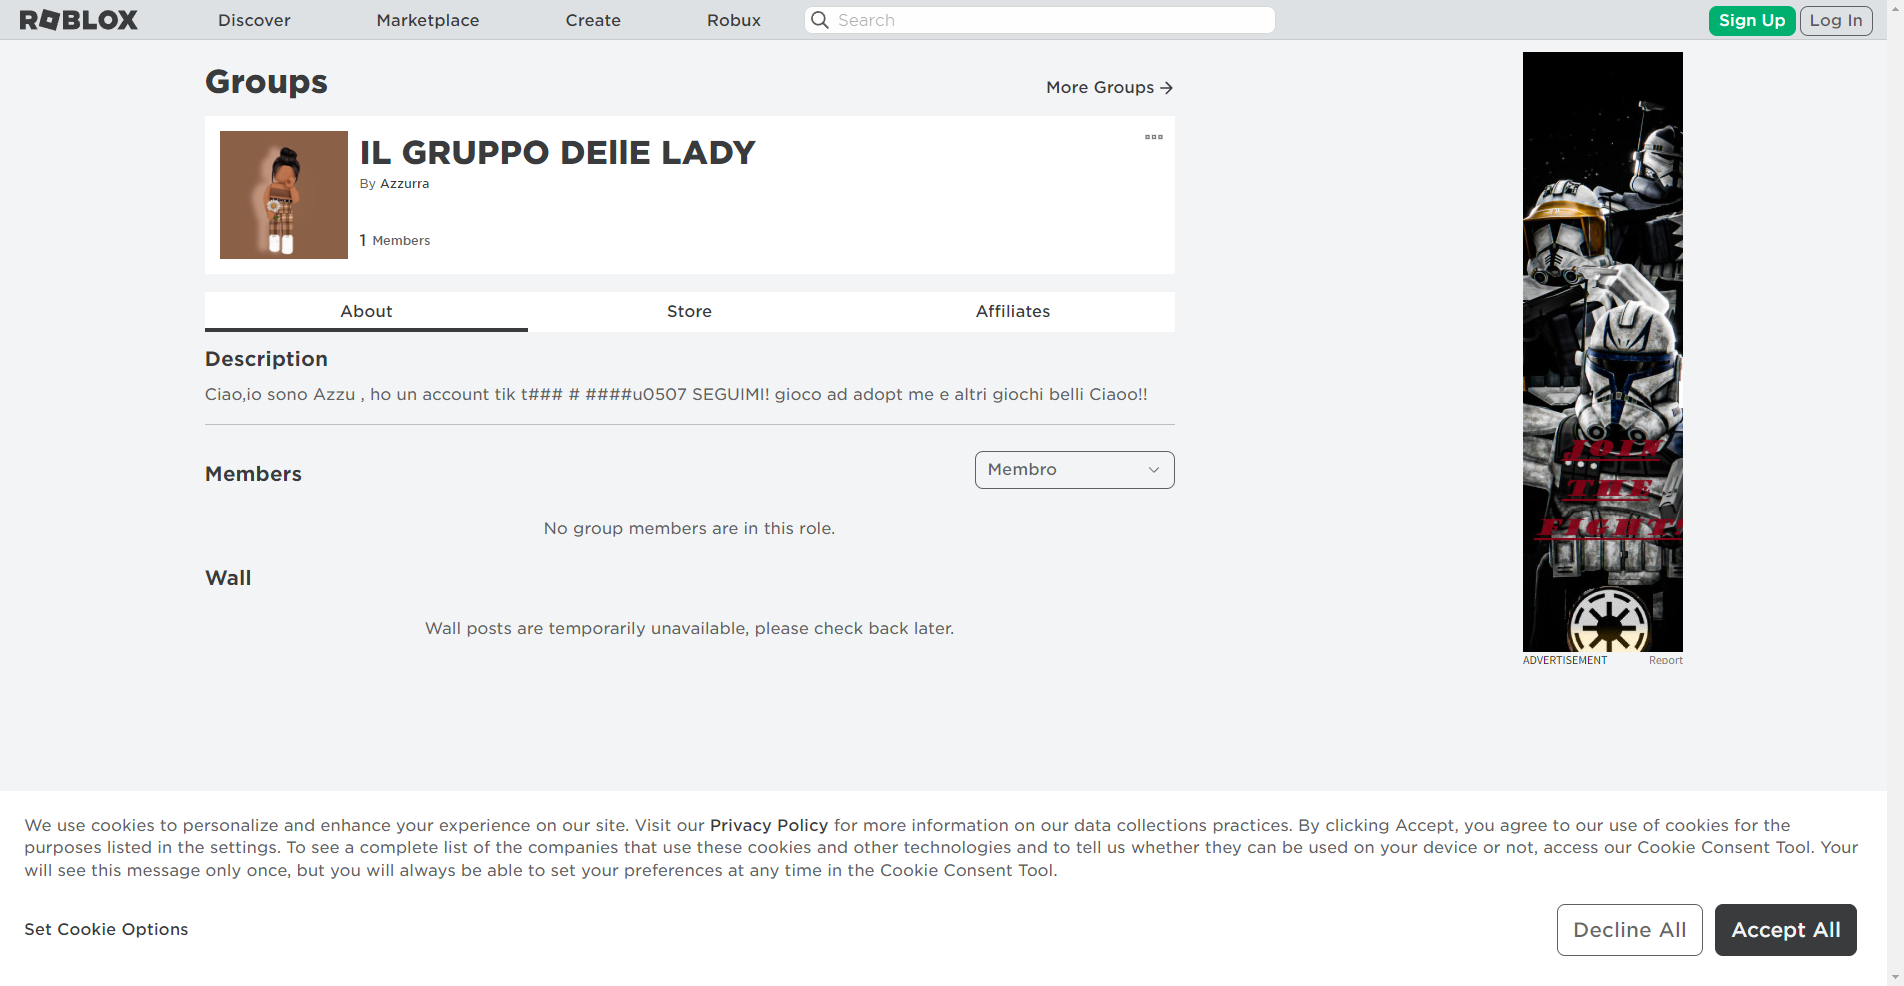 ROBLOX
Discover
Marketplace
Create
Robux
Search
Sign Up
Log In
Groups
More Groups
IL GRUPPO DEllE LADY
By Azzurra
1 Members
About
Store
Affiliates
Description
Ciao,io sono Azzu , ho un account tik t### # ####u0507 SEGUIMI! gioco ad adopt me e altri giochi belli Ciaoo!!
Members
Membro
No group members are in this role.
Wall
Wall posts are temporarily unavailable, please check back later.
JOIN
THE
FIGHT!
ADVERTISEMENT
Report
We use cookies to personalize and enhance your experience on our site. Visit our Privacy Policy for more information on our data collections practices. By clicking Accept, you agree to our use of cookies for the
purposes listed in the settings. To see a complete list of the companies that use these cookies and other technologies and to tell us whether they can be used on your device or not, access our Cookie Consent Tool. Your
will see this message only once, but you will always be able to set your preferences at any time in the Cookie Consent Tool.
Set Cookie Options
Decline All
Accept All